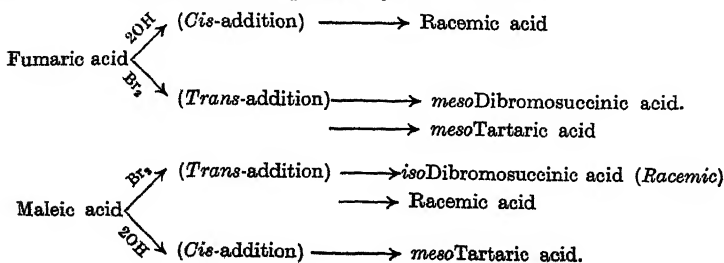 2OH (Cis-addition) → Racemic acid
Fumaric acid
Br₂ (Trans-addition) → mesoDibromosuccinic acid.
→ mesoTartaric acid
Br₂ (Trans-addition) → isoDibromosuccinic acid (Racemic)
→ Racemic acid
Maleic acid
2OH (Cis-addition) → mesoTartaric acid.